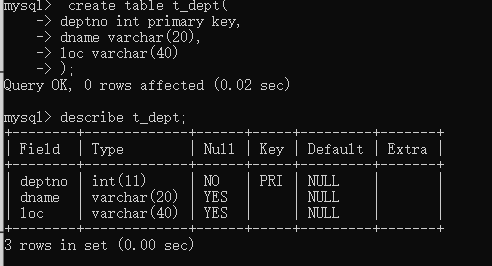 mysql>  create table t_dept(
    -> deptno int primary key,
    -> dname varchar(20),
    -> loc varchar(40)
    -> );
Query OK, 0 rows affected (0.02 sec)
mysql> describe t_dept;
+--------+-------------+------+-----+---------+-------+
| Field  | Type        | Null | Key | Default | Extra |
+--------+-------------+------+-----+---------+-------+
| deptno | int(11)     | NO   | PRI | NULL    |       |
| dname  | varchar(20) | YES  |     | NULL    |       |
| loc    | varchar(40) | YES  |     | NULL    |       |
+--------+-------------+------+-----+---------+-------+
3 rows in set (0.00 sec)